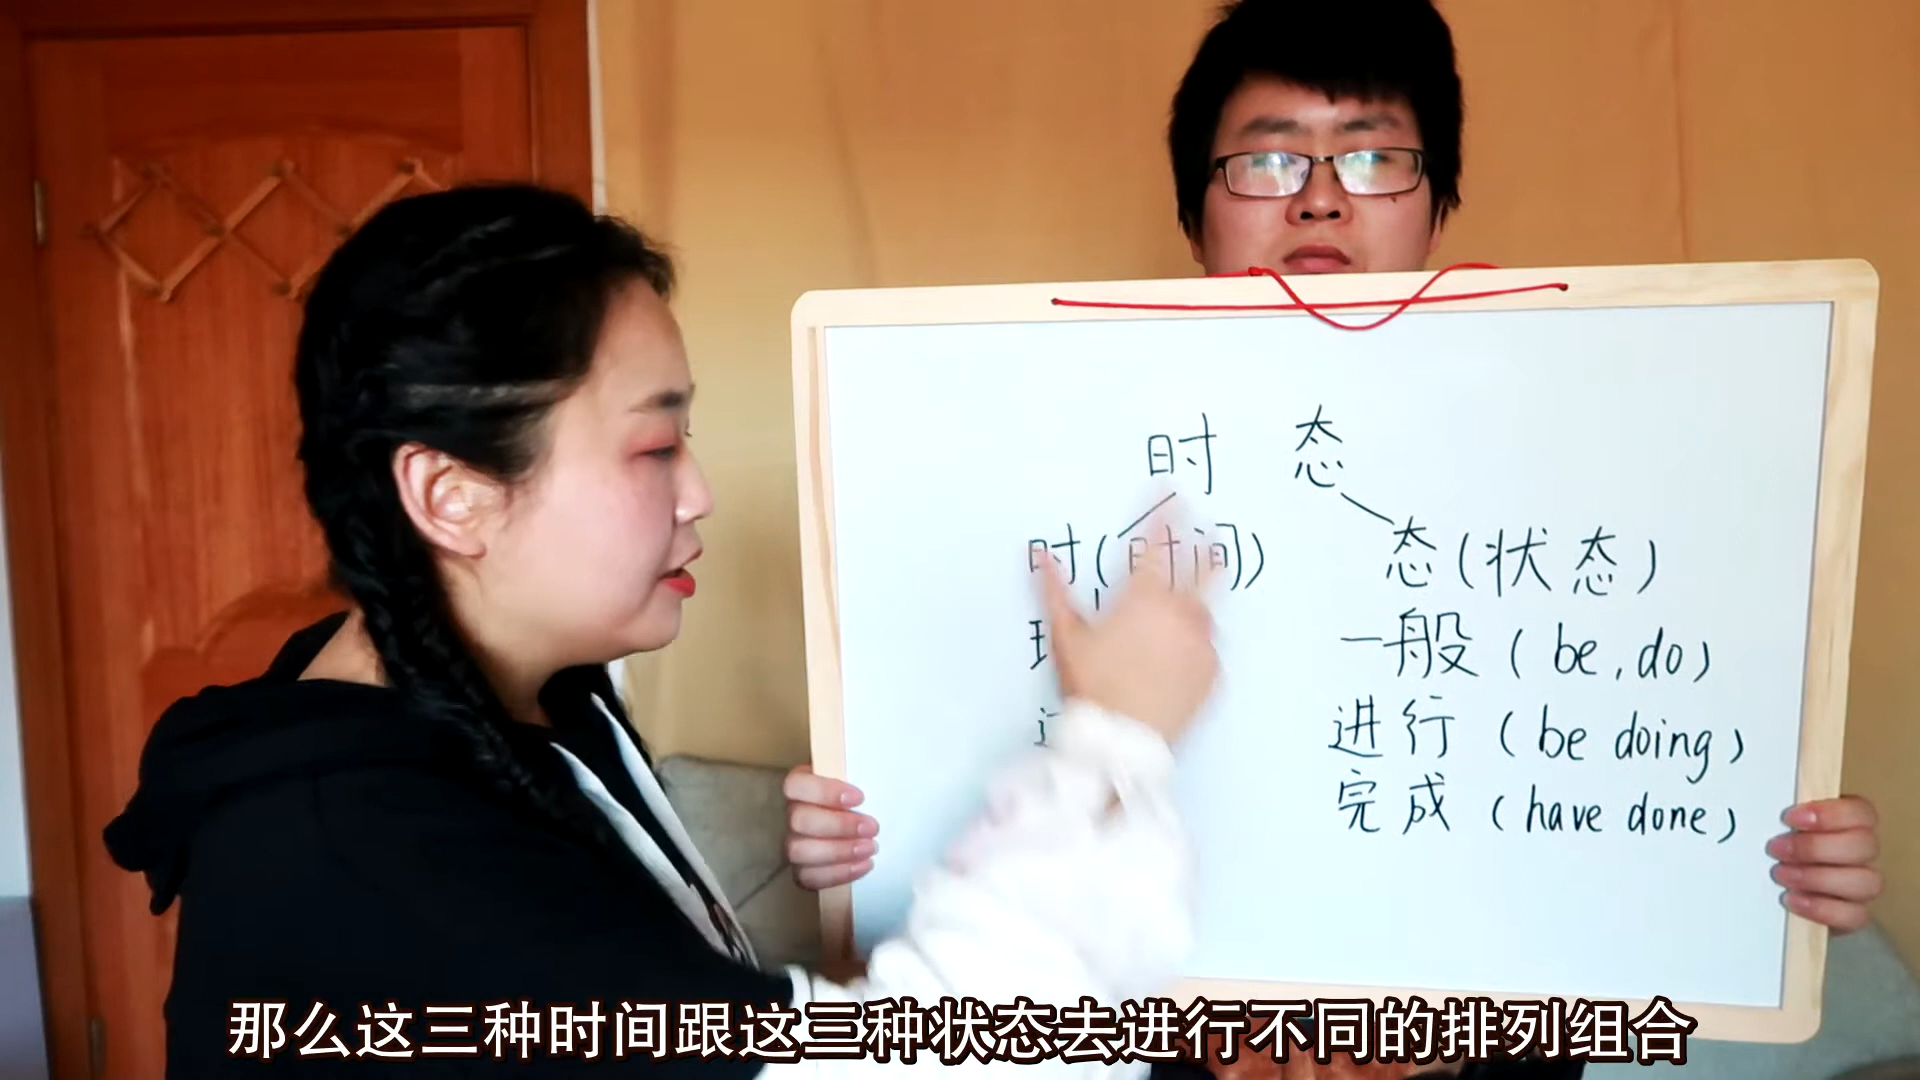 时 态
时(时间) 态(状态)
一般 (be, do)
进行 (be doing)
完成 (have done)
那么这三种时间跟这三种状态去进行不同的排列组合